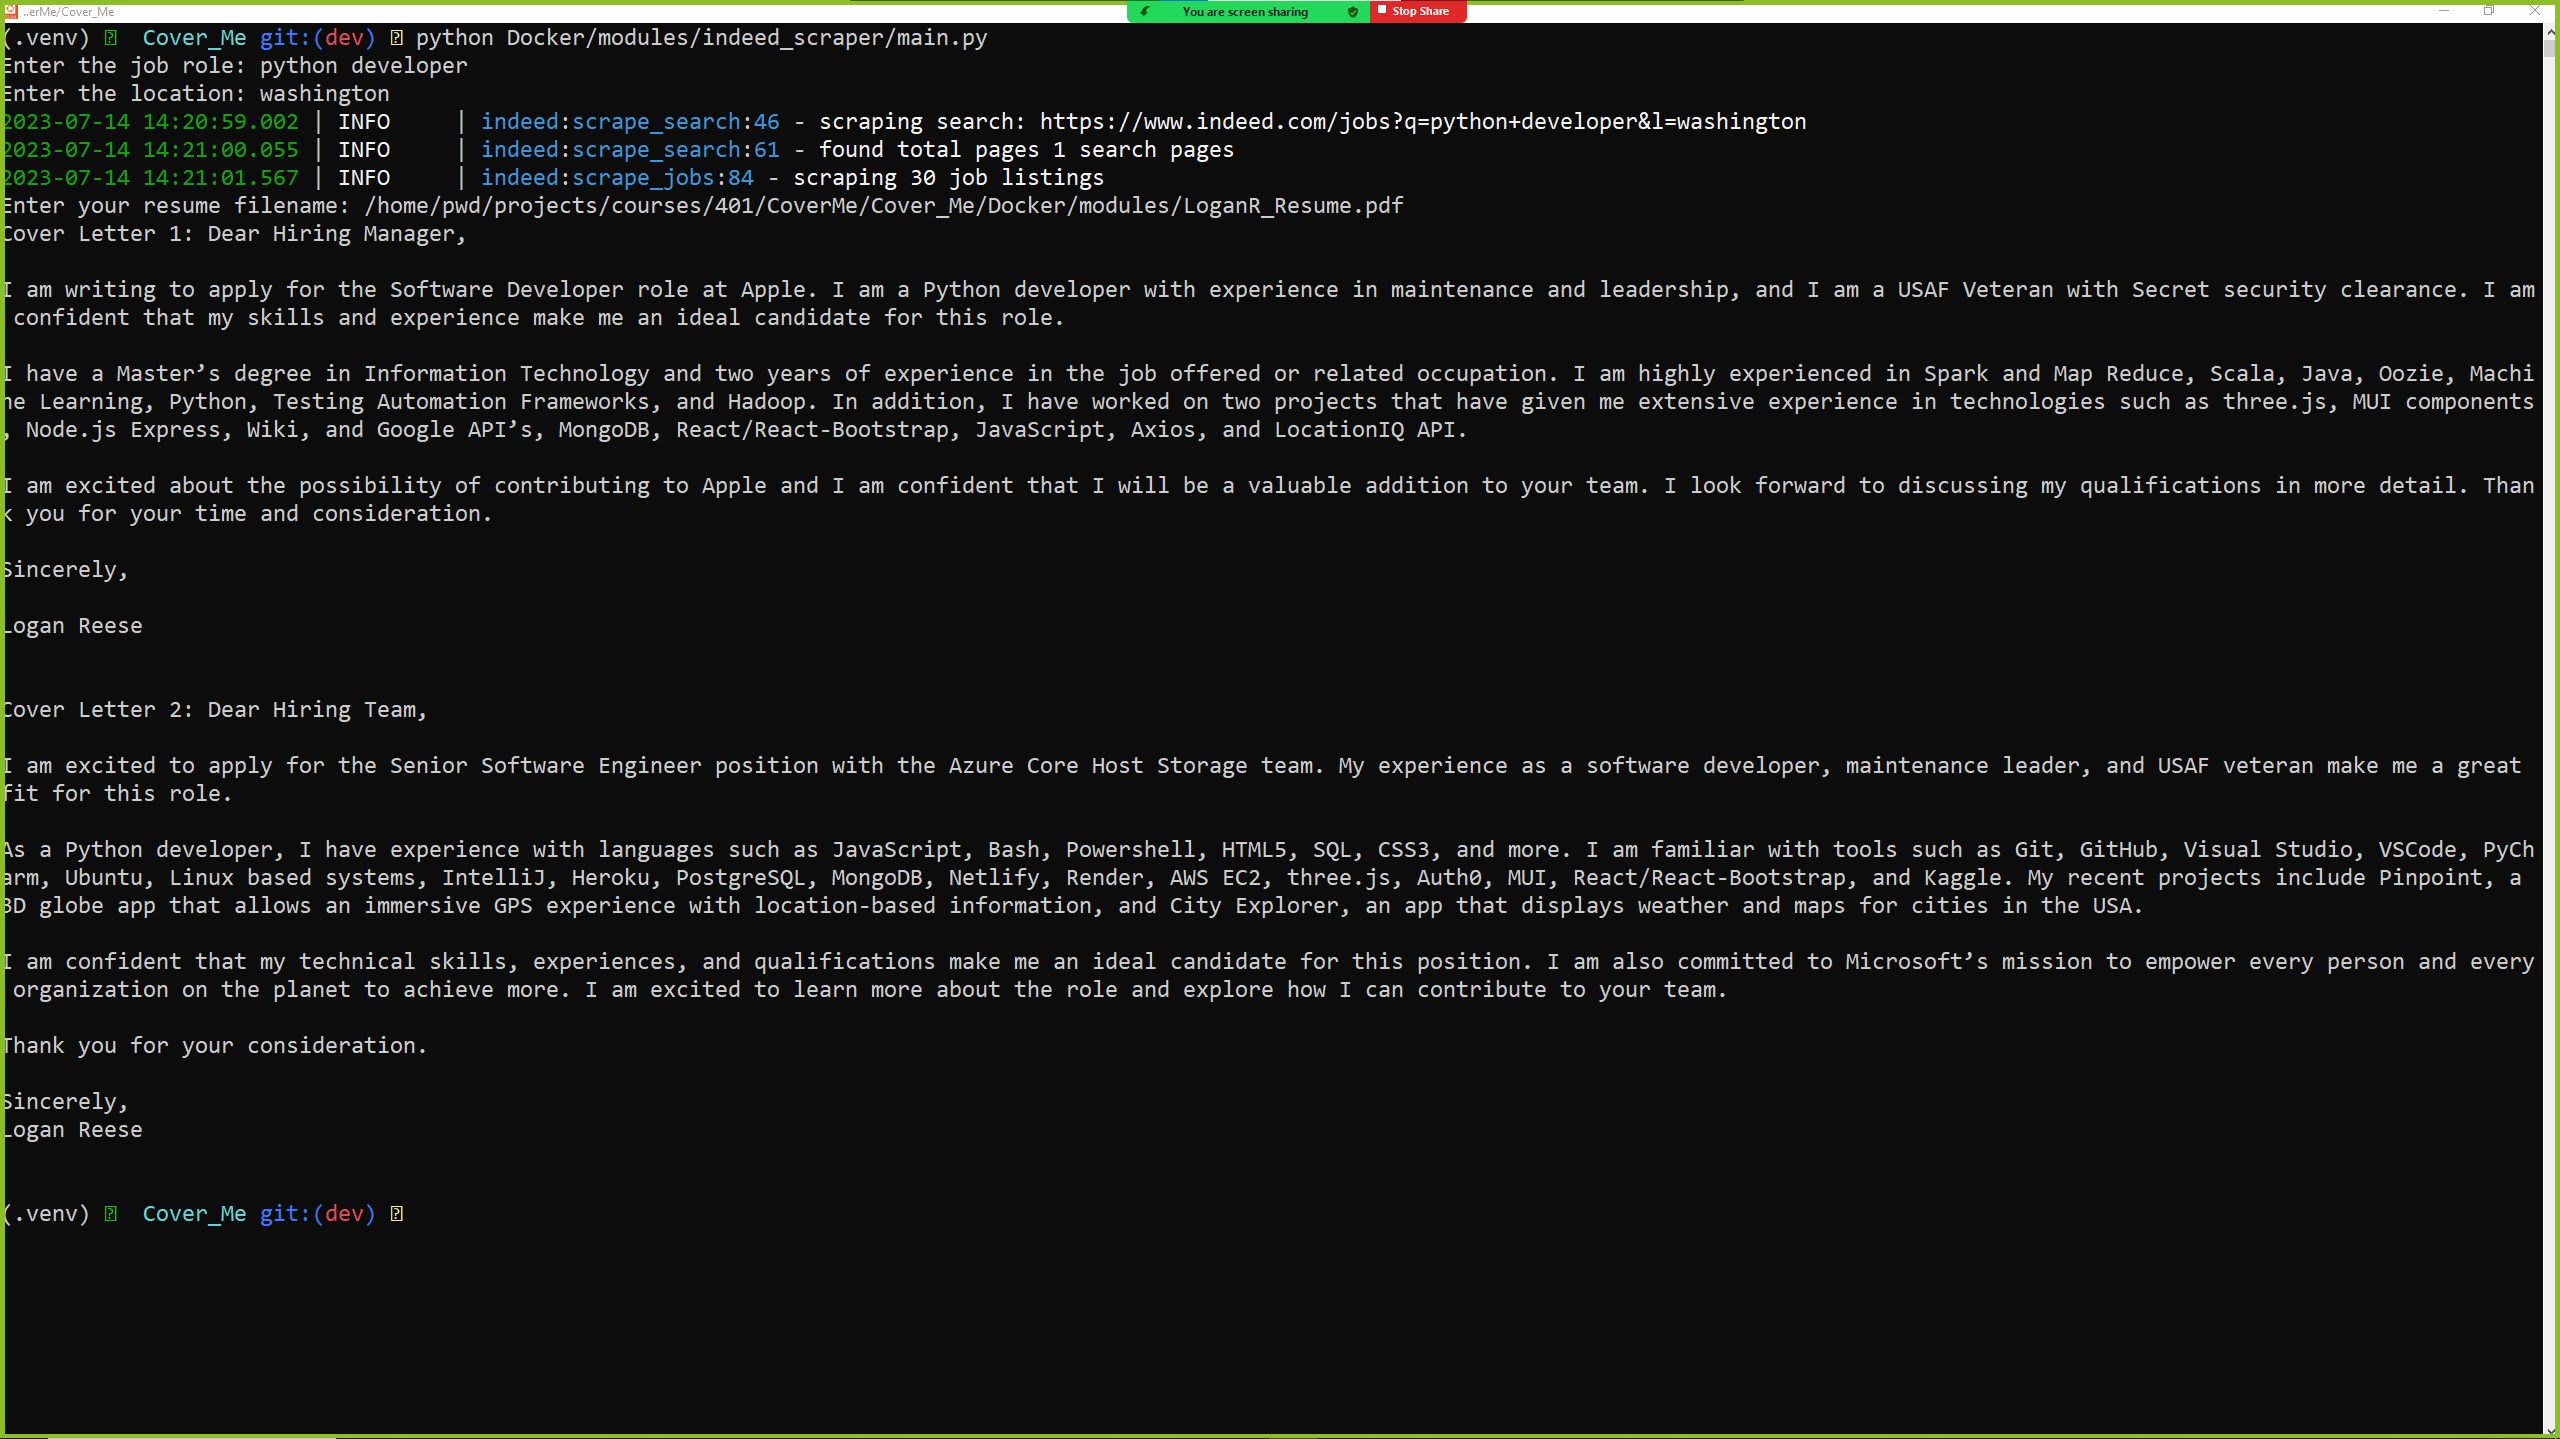 ..erMe/Cover_Me
You are screen sharing
Stop Share
(.venv) Cover_Me git:(dev) python Docker/modules/indeed_scraper/main.py
Enter the job role: python developer
Enter the location: washington
2023-07-14 14:20:59.002 | INFO     | indeed:scrape_search:46 - scraping search: https://www.indeed.com/jobs?q=python+developer&l=washington
2023-07-14 14:21:00.055 | INFO     | indeed:scrape_search:61 - found total pages 1 search pages
2023-07-14 14:21:01.567 | INFO     | indeed:scrape_jobs:84 - scraping 30 job listings
Enter your resume filename: /home/pwd/projects/courses/401/CoverMe/Cover_Me/Docker/modules/LoganR_Resume.pdf
Cover Letter 1: Dear Hiring Manager,
I am writing to apply for the Software Developer role at Apple. I am a Python developer with experience in maintenance and leadership, and I am a USAF Veteran with Secret security clearance. I am
confident that my skills and experience make me an ideal candidate for this role.
I have a Master’s degree in Information Technology and two years of experience in the job offered or related occupation. I am highly experienced in Spark and Map Reduce, Scala, Java, Oozie, Machi
ne Learning, Python, Testing Automation Frameworks, and Hadoop. In addition, I have worked on two projects that have given me extensive experience in technologies such as three.js, MUI components
, Node.js Express, Wiki, and Google API’s, MongoDB, React/React-Bootstrap, JavaScript, Axios, and LocationIQ API.
I am excited about the possibility of contributing to Apple and I am confident that I will be a valuable addition to your team. I look forward to discussing my qualifications in more detail. Than
k you for your time and consideration.
Sincerely,
Logan Reese
Cover Letter 2: Dear Hiring Team,
I am excited to apply for the Senior Software Engineer position with the Azure Core Host Storage team. My experience as a software developer, maintenance leader, and USAF veteran make me a great
fit for this role.
As a Python developer, I have experience with languages such as JavaScript, Bash, Powershell, HTML5, SQL, CSS3, and more. I am familiar with tools such as Git, GitHub, Visual Studio, VSCode, PyCh
arm, Ubuntu, Linux based systems, IntelliJ, Heroku, PostgreSQL, MongoDB, Netlify, Render, AWS EC2, three.js, Auth0, MUI, React/React-Bootstrap, and Kaggle. My recent projects include Pinpoint, a
3D globe app that allows an immersive GPS experience with location-based information, and City Explorer, an app that displays weather and maps for cities in the USA.
I am confident that my technical skills, experiences, and qualifications make me an ideal candidate for this position. I am also committed to Microsoft’s mission to empower every person and every
organization on the planet to achieve more. I am excited to learn more about the role and explore how I can contribute to your team.
Thank you for your consideration.
Sincerely,
Logan Reese
(.venv) Cover_Me git:(dev)